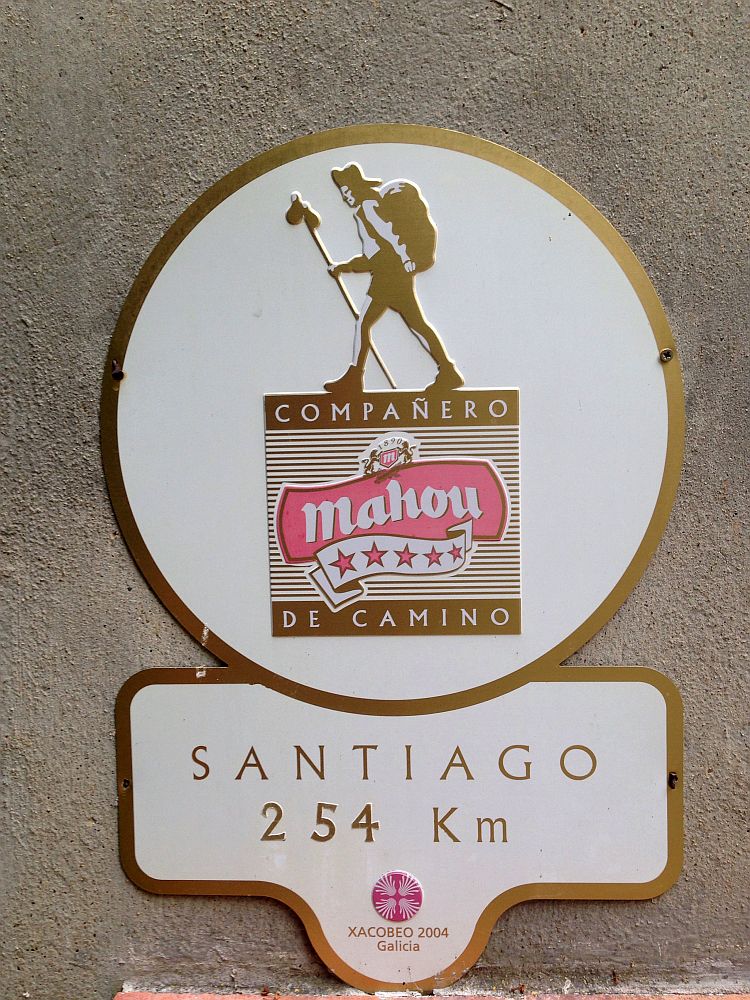 COMPAÑERO
1890
m
mahou
DE CAMINO
SANTIAGO
254 Km
XACOBEO 2004
Galicia